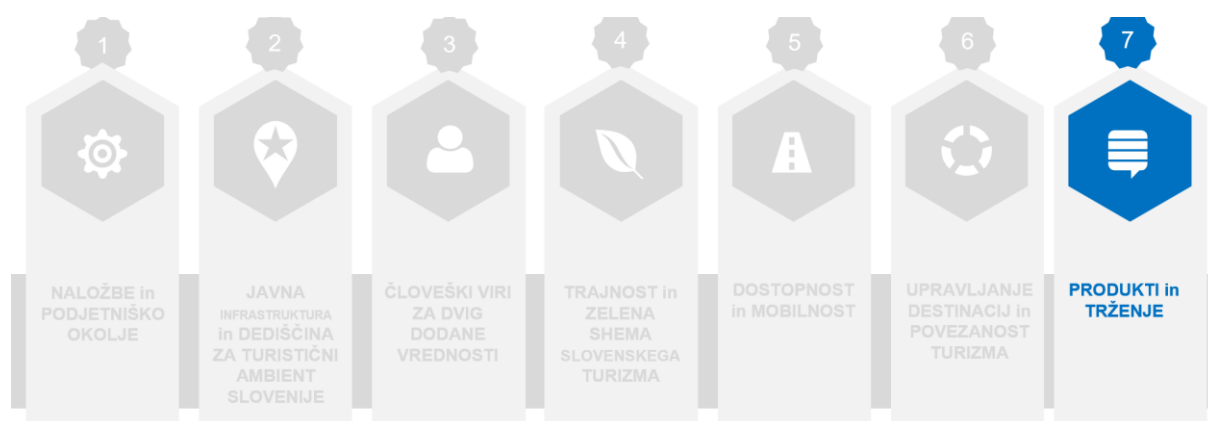 1
2
3
4
5
6
7
NALOŽBE in
PODJETNIŠKO
OKOLJE
JAVNA
INFRASTRUKTURA
in DEDIŠČINA
ZA TURISTIČNI
AMBIENT
SLOVENIJE
ČLOVEŠKI VIRI
ZA DVIG
DODANE
VREDNOSTI
TRAJNOST in
ZELENA
SHEMA
SLOVENSKEGA
TURIZMA
DOSTOPNOST
in MOBILNOST
UPRAVLJANJE
DESTINACIJ in
POVEZANOST
TURIZMA
PRODUKTI in
TRŽENJE